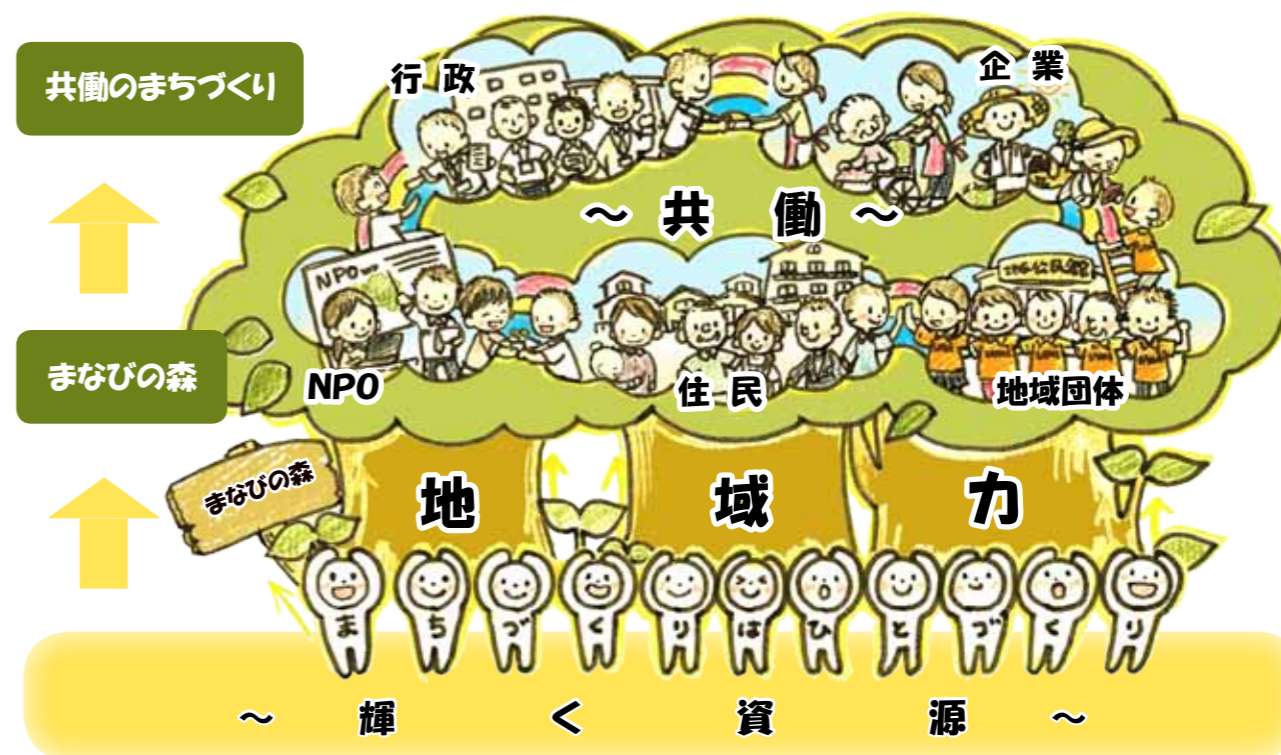 共働のまちづくり
行政
企業
～共働～
NPO
まなびの森
NPO
住民
地域団体
まなびの森
地域力
まちづくりはひとづくり
～輝く資源～